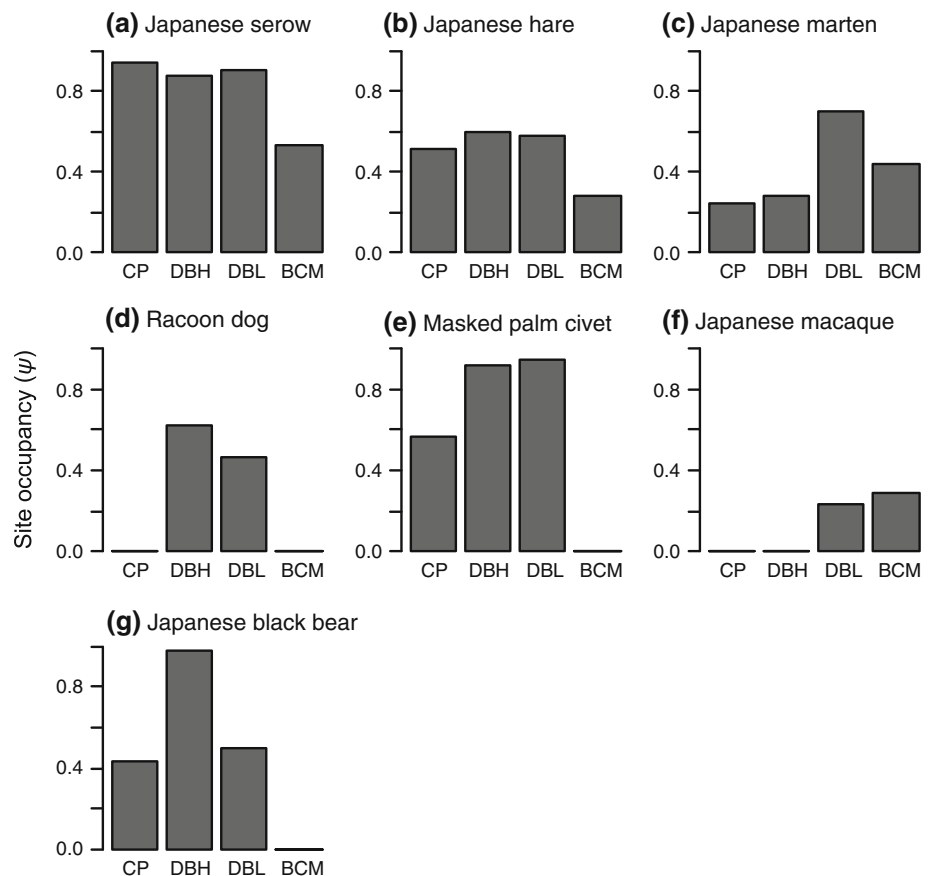 (a) Japanese serow
(b) Japanese hare
(c) Japanese marten
0.8
0.4
0.0
CP DBH DBL BCM
0.8
0.4
0.0
CP DBH DBL BCM
0.8
0.4
0.0
CP DBH DBL BCM
Site occupancy (ψ)
(d) Racoon dog
(e) Masked palm civet
(f) Japanese macaque
0.8
0.4
0.0
CP DBH DBL BCM
0.8
0.4
0.0
CP DBH DBL BCM
0.8
0.4
0.0
CP DBH DBL BCM
(g) Japanese black bear
0.8
0.4
0.0
CP DBH DBL BCM